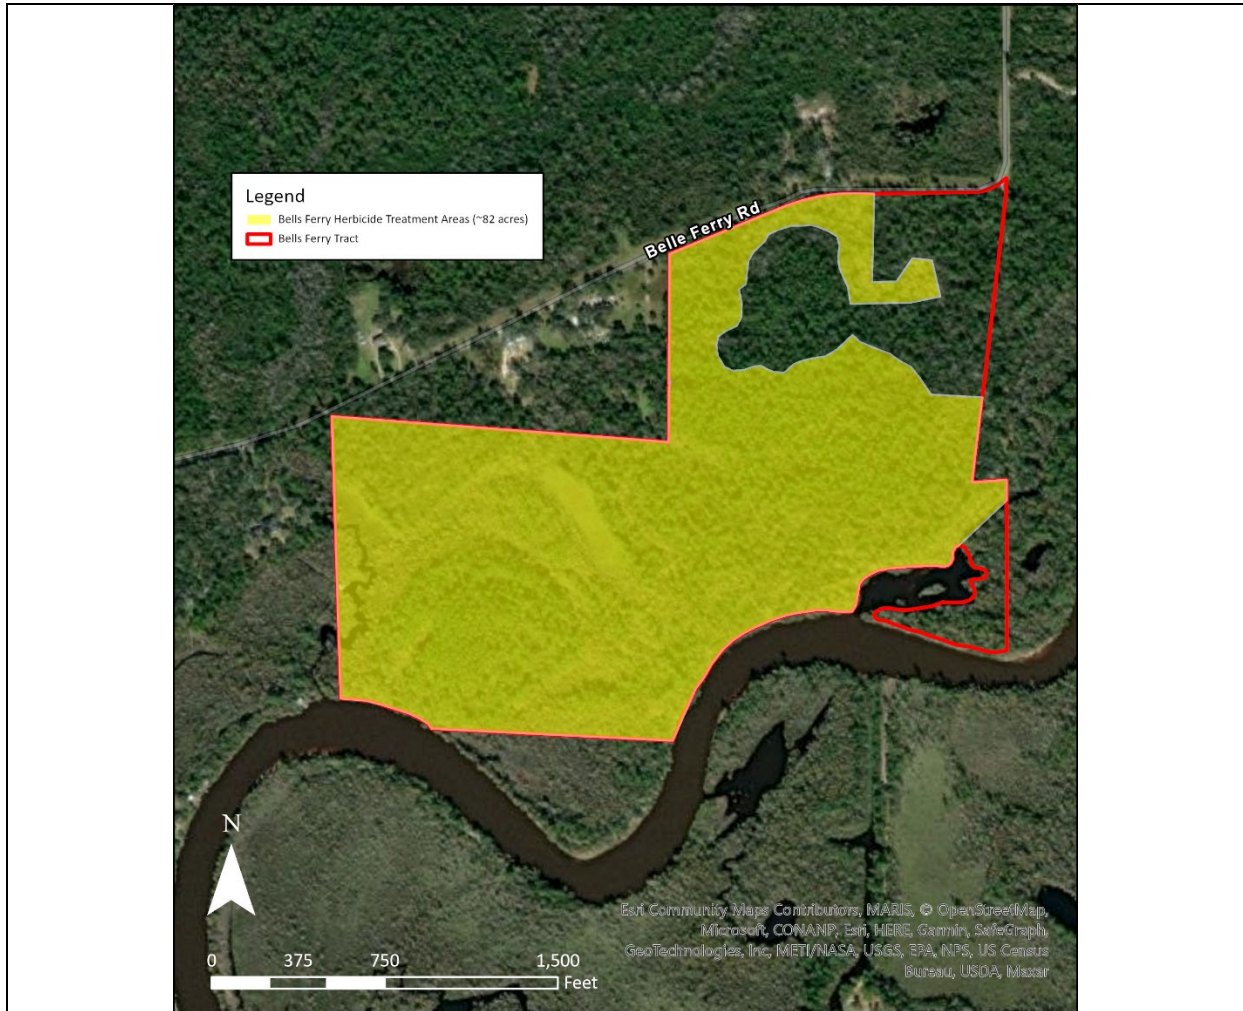 Legend
Bells Ferry Herbicide Treatment Areas (~82 acres)
Bells Ferry Tract
Belle Ferry Rd
N
0 375 750 1,500
Feet
Esri Community Maps Contributors, MARIS, © OpenStreetMap,
Microsoft, CONANP, Esri, HERE, Garmin, SafeGraph,
GeoTechnologies, Inc, METI/NASA, USGS, EPA, NPS, US Census
Bureau, USDA, Maxar